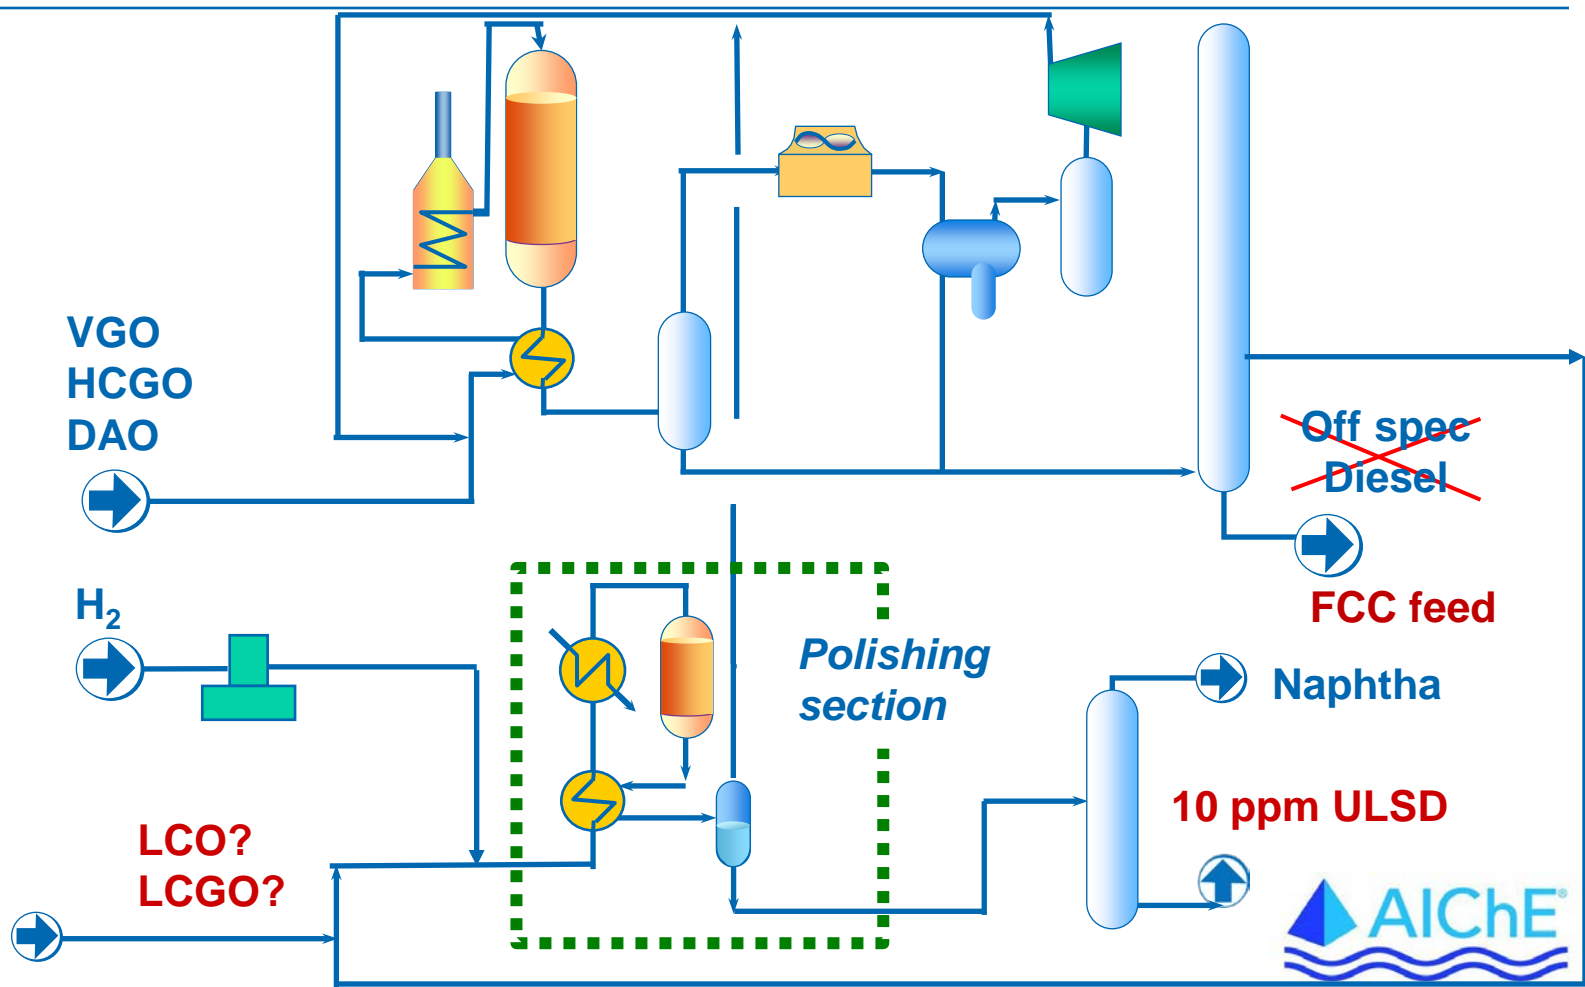 VGO
HCGO
DAO
Off spec
Diesel
FCC feed
H₂
Polishing
section
Naphtha
10 ppm ULSD
LCO?
LCGO?
AIChE®